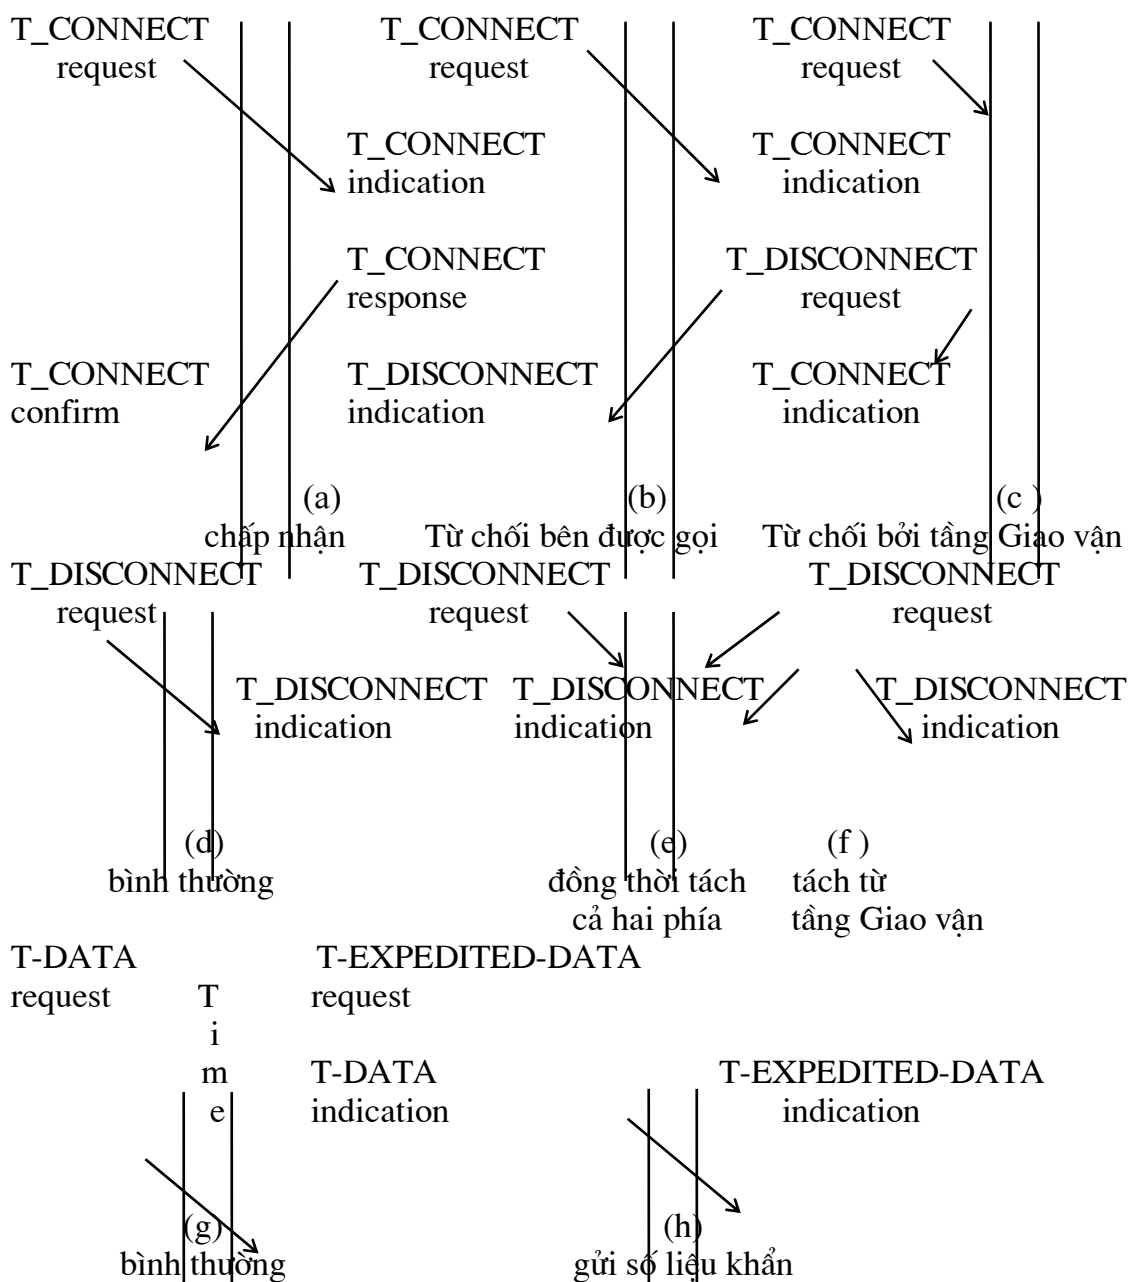 T_CONNECT T_CONNECT T_CONNECT
request request request
T_CONNECT T_CONNECT
indication indication
T_CONNECT T_DISCONNECT
response request
T_CONNECT T_DISCONNECT T_CONNECT
confirm indication indication
(a) (b) (c )
chấp nhận Từ chối bên được gọi Từ chối bởi tầng Giao vận
T_DISCONNECT T_DISCONNECT T_DISCONNECT
request request request
T_DISCONNECT T_DISCONNECT T_DISCONNECT
indication indication indication
(d) (e) (f )
bình thường đồng thời tách tách từ
cả hai phía tầng Giao vận
T-DATA T-EXPEDITED-DATA
request T request
i
m T-DATA T-EXPEDITED-DATA
e indication indication
(g) (h)
bình thường gửi số liệu khẩn